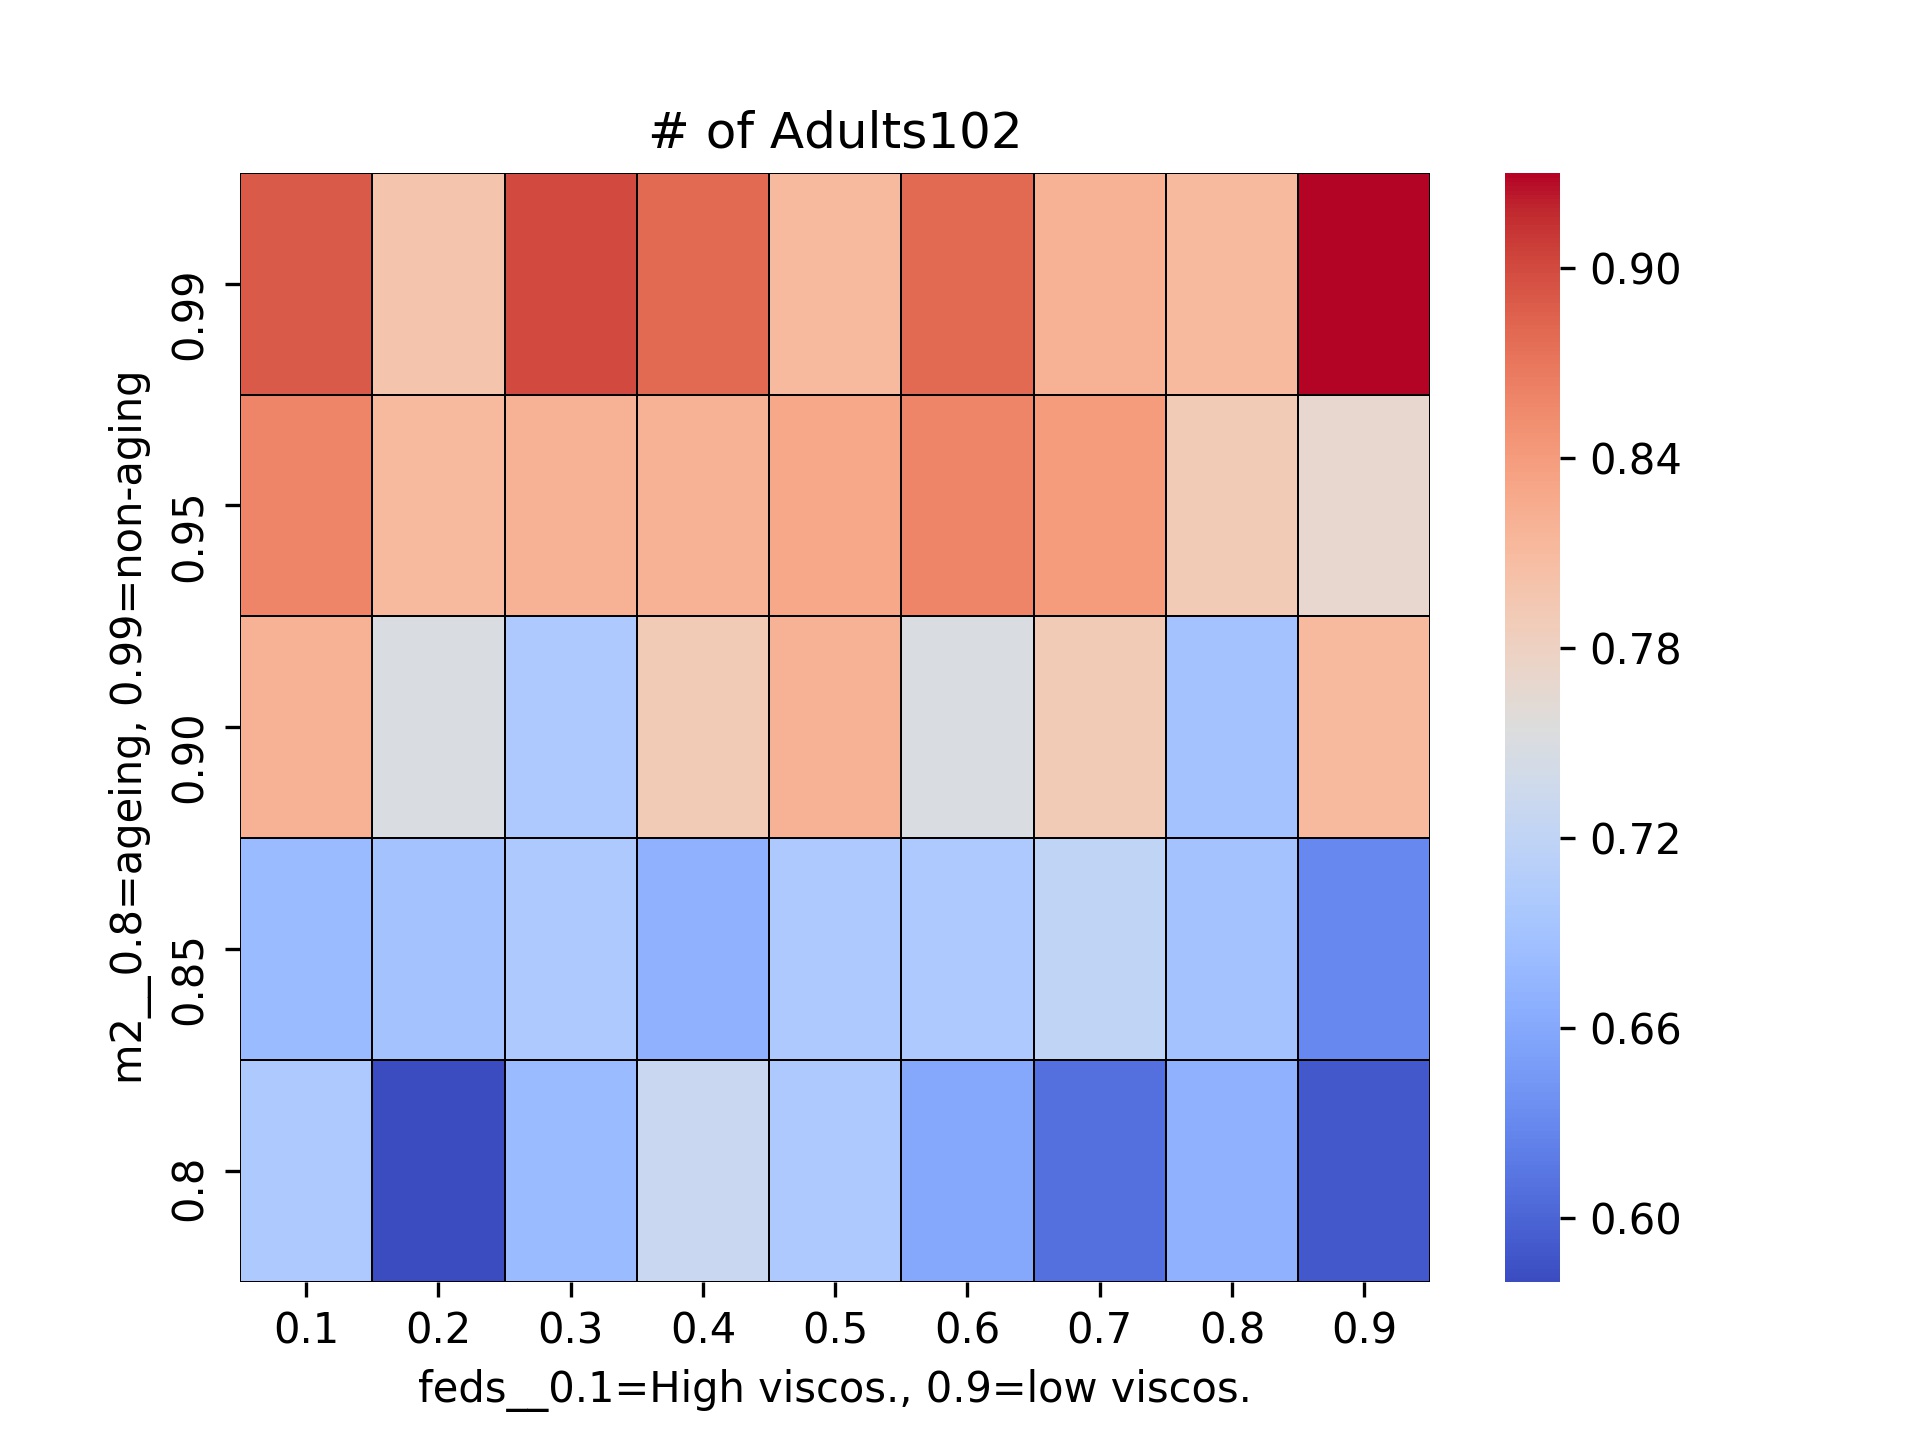 # of Adults102
m2__0.8=ageing, 0.99=non-aging
0.99
0.95
0.90
0.85
0.8
0.1 0.2 0.3 0.4 0.5 0.6 0.7 0.8 0.9
feds__0.1=High viscos., 0.9=low viscos.
0.90
0.84
0.78
0.72
0.66
0.60